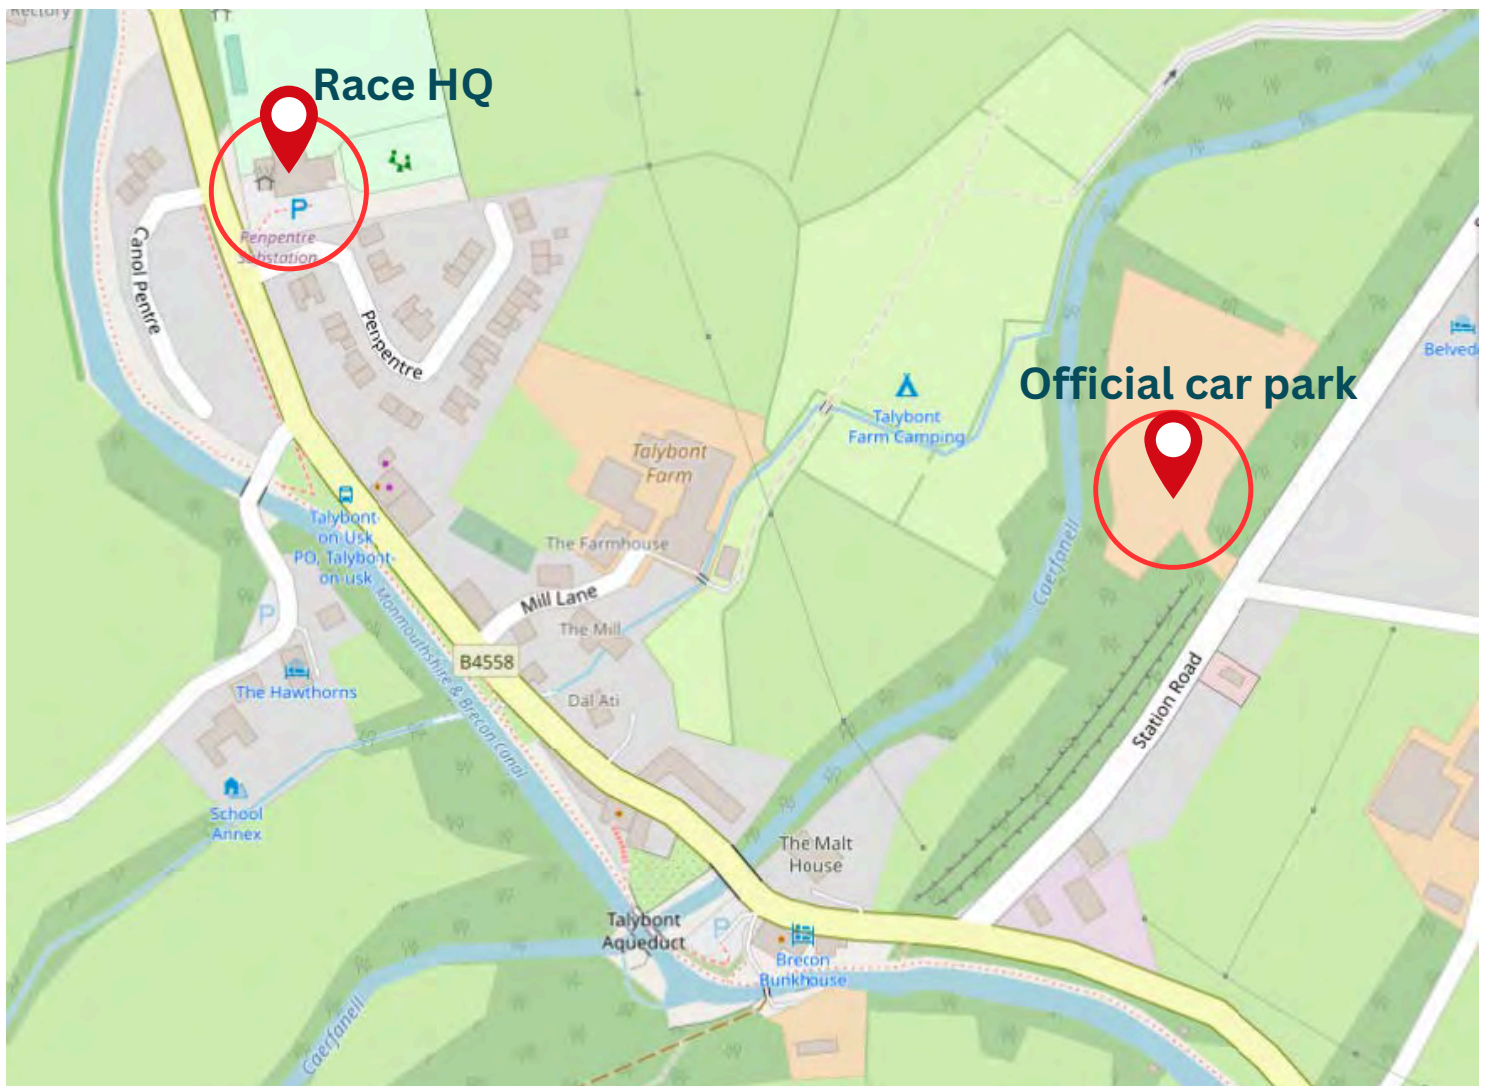 Rectory
Race HQ
P
Penpentre
Substation
Canol Pentre
Penpentre
Belved
Official car park
Talybont
Farm Camping
Talybont
Farm
Talybont-
on-Usk
PO, Talybont-
on-usk
The Farmhouse
Mill Lane
The Mill
Caerfanell
P
Monmouthshire & Brecon Canal
B4558
The Hawthorns
Dal Ati
Station Road
School
Annex
The Malt
House
Talybont
Aqueduct
P
Brecon
Bunkhouse
Caerfanell